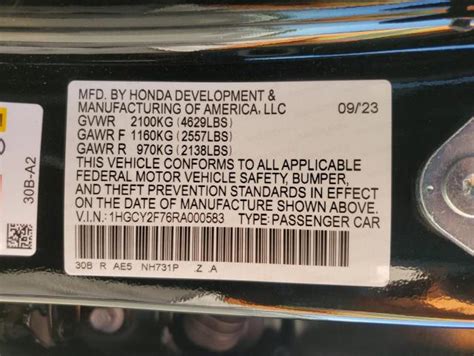 MFD. BY HONDA DEVELOPMENT &
MANUFACTURING OF AMERICA, LLC 09/23
GVWR 2100KG (4629LBS)
GAWR F 1160KG (2557LBS)
GAWR R 970KG (2138LBS)
THIS VEHICLE CONFORMS TO ALL APPLICABLE
FEDERAL MOTOR VEHICLE SAFETY, BUMPER,
AND THEFT PREVENTION STANDARDS IN EFFECT
ON THE DATE OF MANUFACTURE SHOWN ABOVE.
V.I.N.:1HGCY2F76RA000583 TYPE:PASSENGER CAR
30B R AE5 NH731P Z A
30B-A2